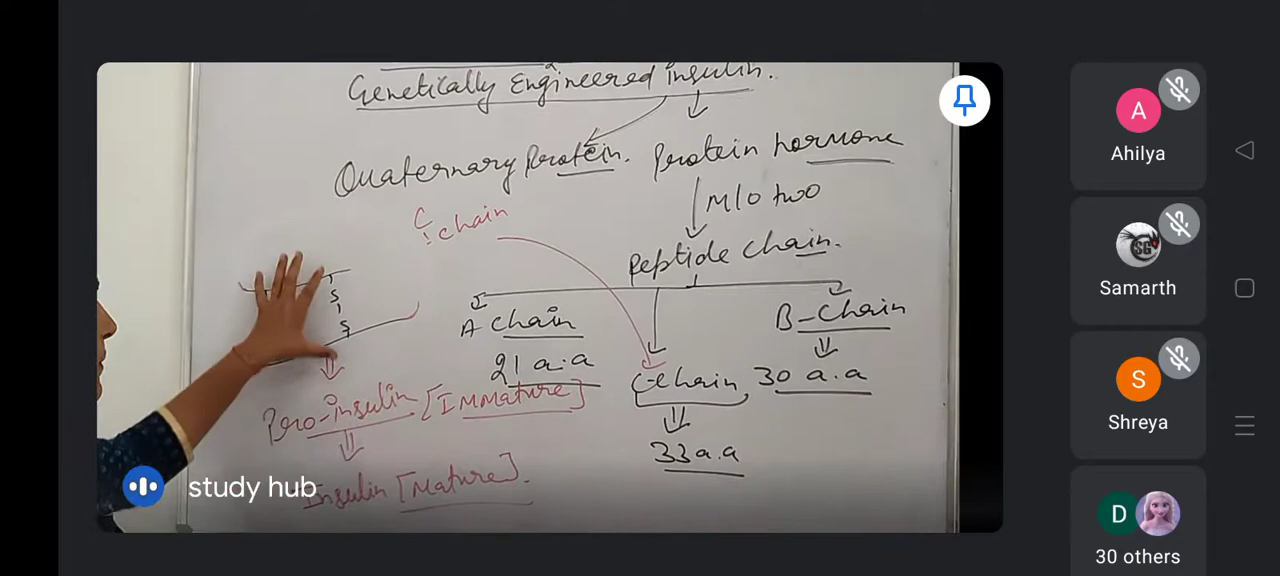 Genetically Engineered insulin.
Quaternary Protein. Protein hormone
M/O two
C chain
Peptide chain.
S
S
A chain
B-Chain
21 a.a
C-Chain
30 a.a
Pro-insulin [Immature]
33 a.a
Insulin [Mature].
study hub
A
Ahilya
SG
Samarth
S
Shreya
D
30 others